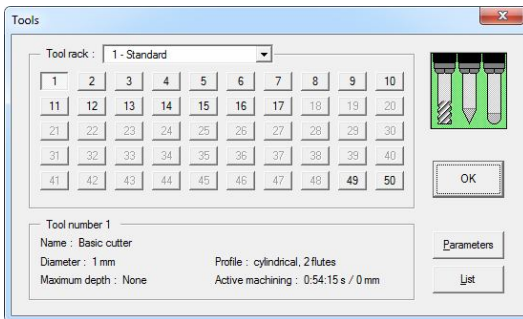 Tools
Tool rack : 1 - Standard
1 2 3 4 5 6 7 8 9 10
11 12 13 14 15 16 17 18 19 20
21 22 23 24 25 26 27 28 29 30
31 32 33 34 35 36 37 38 39 40
41 42 43 44 45 46 47 48 49 50
OK
Tool number 1
Name : Basic cutter
Diameter : 1 mm Profile : cylindrical, 2 flutes
Maximum depth : None Active machining : 0:54:15 s / 0 mm
Parameters
List